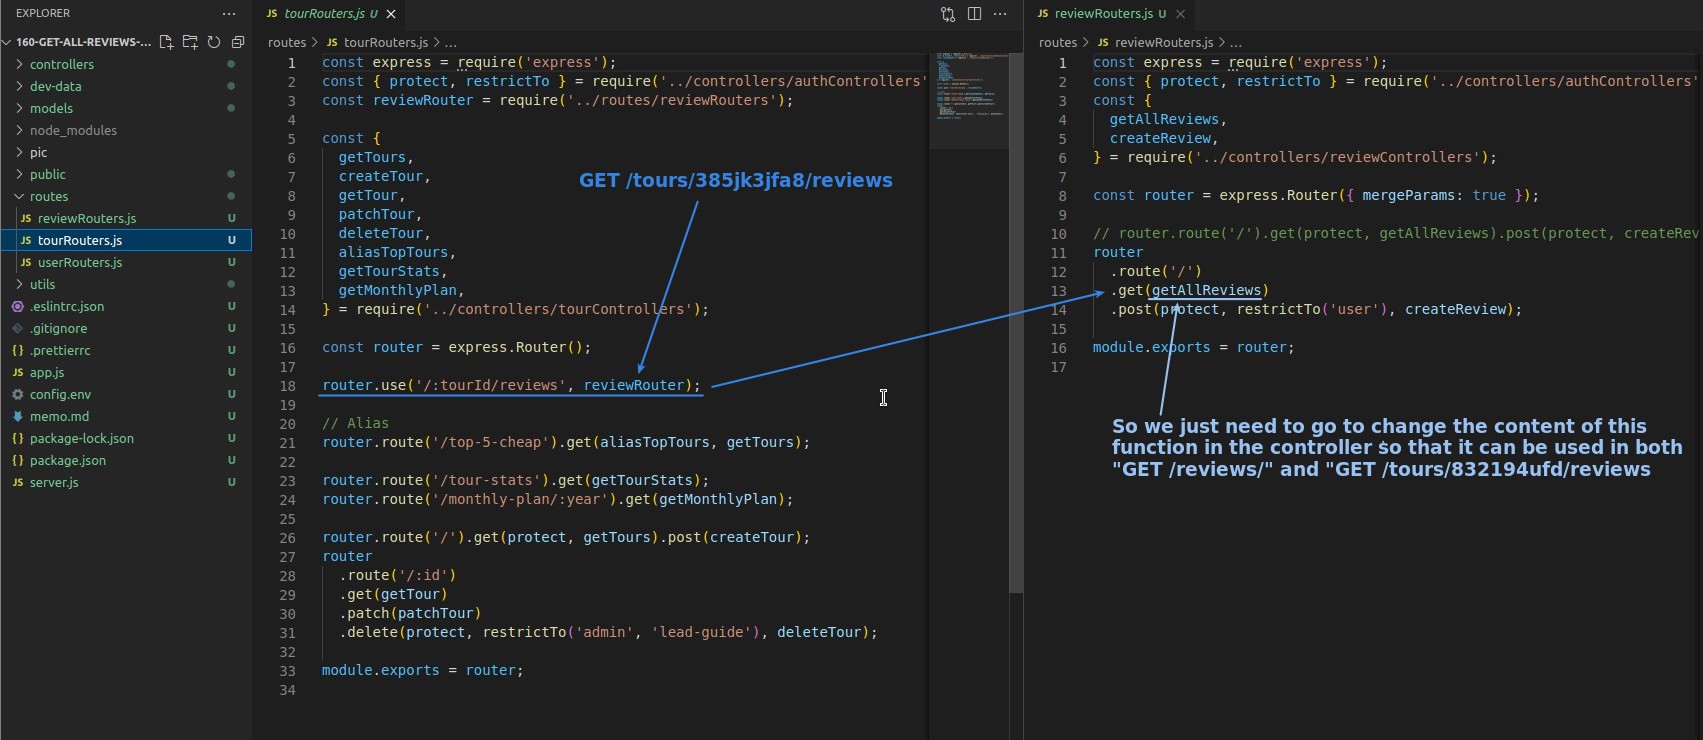 EXPLORER
160-GET-ALL-REVIEWS-...
controllers
dev-data
models
node_modules
pic
public
routes
JS reviewRouters.js U
JS tourRouters.js U
JS userRouters.js U
utils
.eslintrc.json U
.gitignore U
{} .prettierrc U
JS app.js U
config.env U
memo.md U
{} package-lock.json U
{} package.json U
JS server.js U
JS tourRouters.js U
routes > JS tourRouters.js > ...
1 const express = require('express');
2 const { protect, restrictTo } = require('../controllers/authControllers'
3 const reviewRouter = require('../routes/reviewRouters');
4
5 const {
6 getTours,
7 createTour,
8 getTour,
9 patchTour,
10 deleteTour,
11 aliasTopTours,
12 getTourStats,
13 getMonthlyPlan,
14 } = require('../controllers/tourControllers');
15
16 const router = express.Router();
17
18 router.use('/:tourId/reviews', reviewRouter);
19
20 // Alias
21 router.route('/top-5-cheap').get(aliasTopTours, getTours);
22
23 router.route('/tour-stats').get(getTourStats);
24 router.route('/monthly-plan/:year').get(getMonthlyPlan);
25
26 router.route('/').get(protect, getTours).post(createTour);
27 router
28 .route('/:id')
29 .get(getTour)
30 .patch(patchTour)
31 .delete(protect, restrictTo('admin', 'lead-guide'), deleteTour);
32
33 module.exports = router;
34
GET /tours/385jk3jfa8/reviews
JS reviewRouters.js U
routes > JS reviewRouters.js > ...
1 const express = require('express');
2 const { protect, restrictTo } = require('../controllers/authControllers'
3 const {
4 getAllReviews,
5 createReview,
6 } = require('../controllers/reviewControllers');
7
8 const router = express.Router({ mergeParams: true });
9
10 // router.route('/').get(protect, getAllReviews).post(protect, createRev
11 router
12 .route('/')
13 .get(getAllReviews)
14 .post(protect, restrictTo('user'), createReview);
15
16 module.exports = router;
17
So we just need to go to change the content of this
function in the controller so that it can be used in both
"GET /reviews/" and "GET /tours/832194ufd/reviews